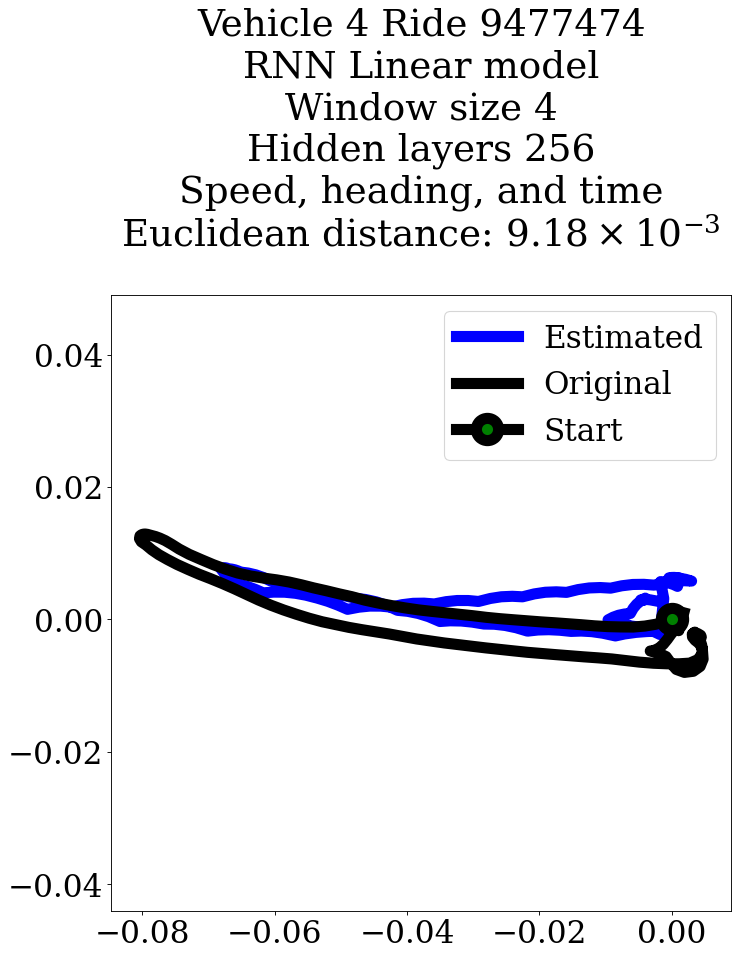 Vehicle 4 Ride 9477474
RNN Linear model
Window size 4
Hidden layers 256
Speed, heading, and time
Euclidean distance: 9.18 × 10⁻³
Estimated
Original
Start
0.04
0.02
0.00
−0.02
−0.04
−0.08 −0.06 −0.04 −0.02 0.00